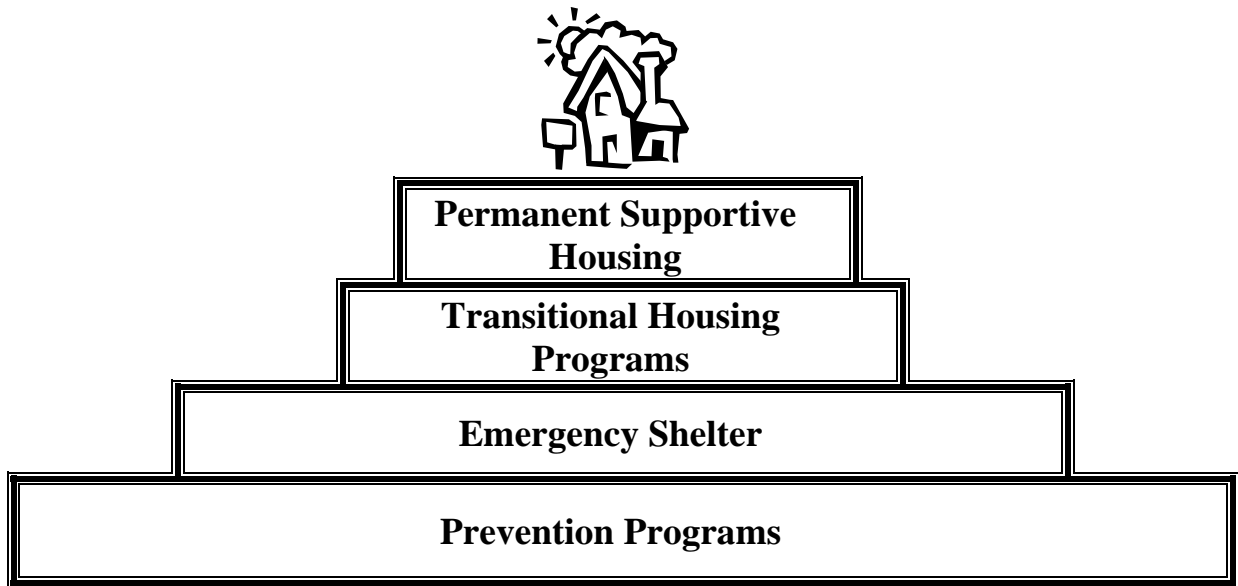 Permanent Supportive
Housing
Transitional Housing
Programs
Emergency Shelter
Prevention Programs